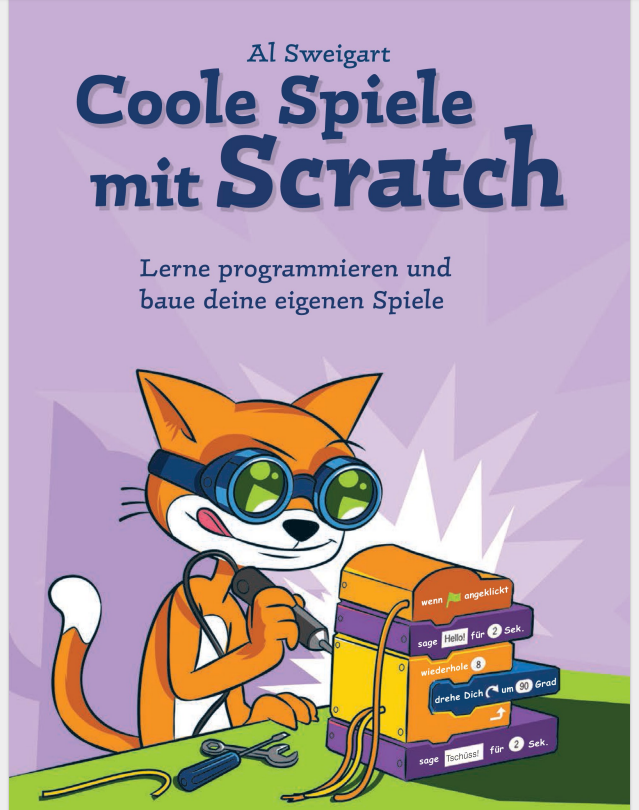 Al Sweigart
Coole Spiele
mit Scratch
Lerne programmieren und
baue deine eigenen Spiele
wenn angeklickt
sage Hello! für 2 Sek.
wiederhole 8
drehe Dich um 90 Grad
sage Tschüss! für 2 Sek.